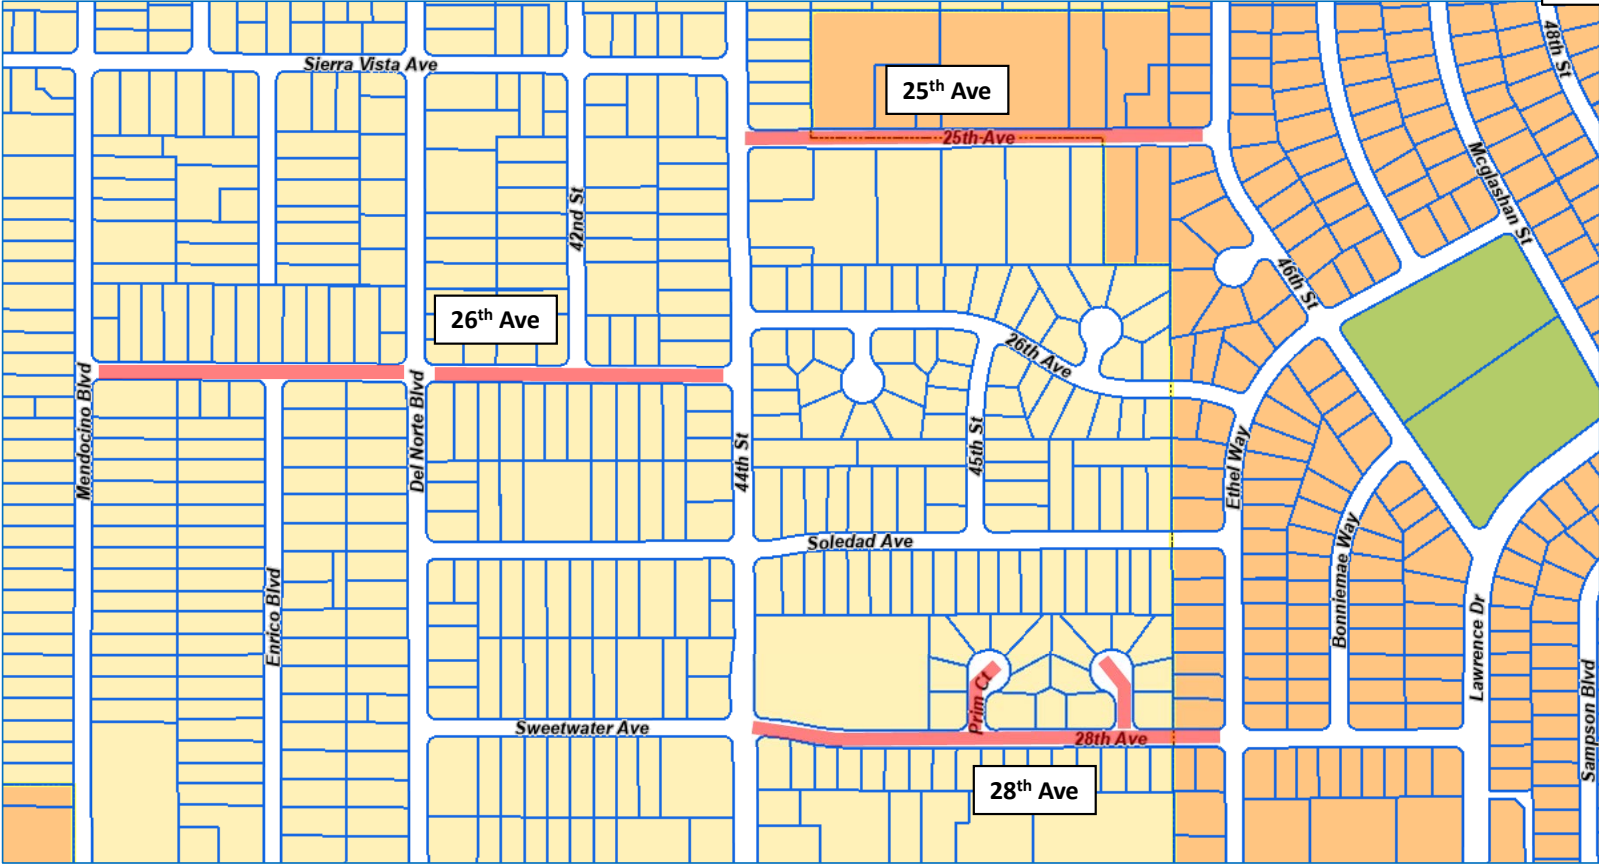 48th St
Sierra Vista Ave
25th Ave
25th Ave
Mcglashan St
42nd St
46th St
26th Ave
26th Ave
Mendocino Blvd
Del Norte Blvd
44th St
45th St
Ethel Way
Soledad Ave
Bonniemae Way
Enrico Blvd
Lawrence Dr
Prim Ct
Sampson Blvd
Sweetwater Ave
28th Ave
28th Ave